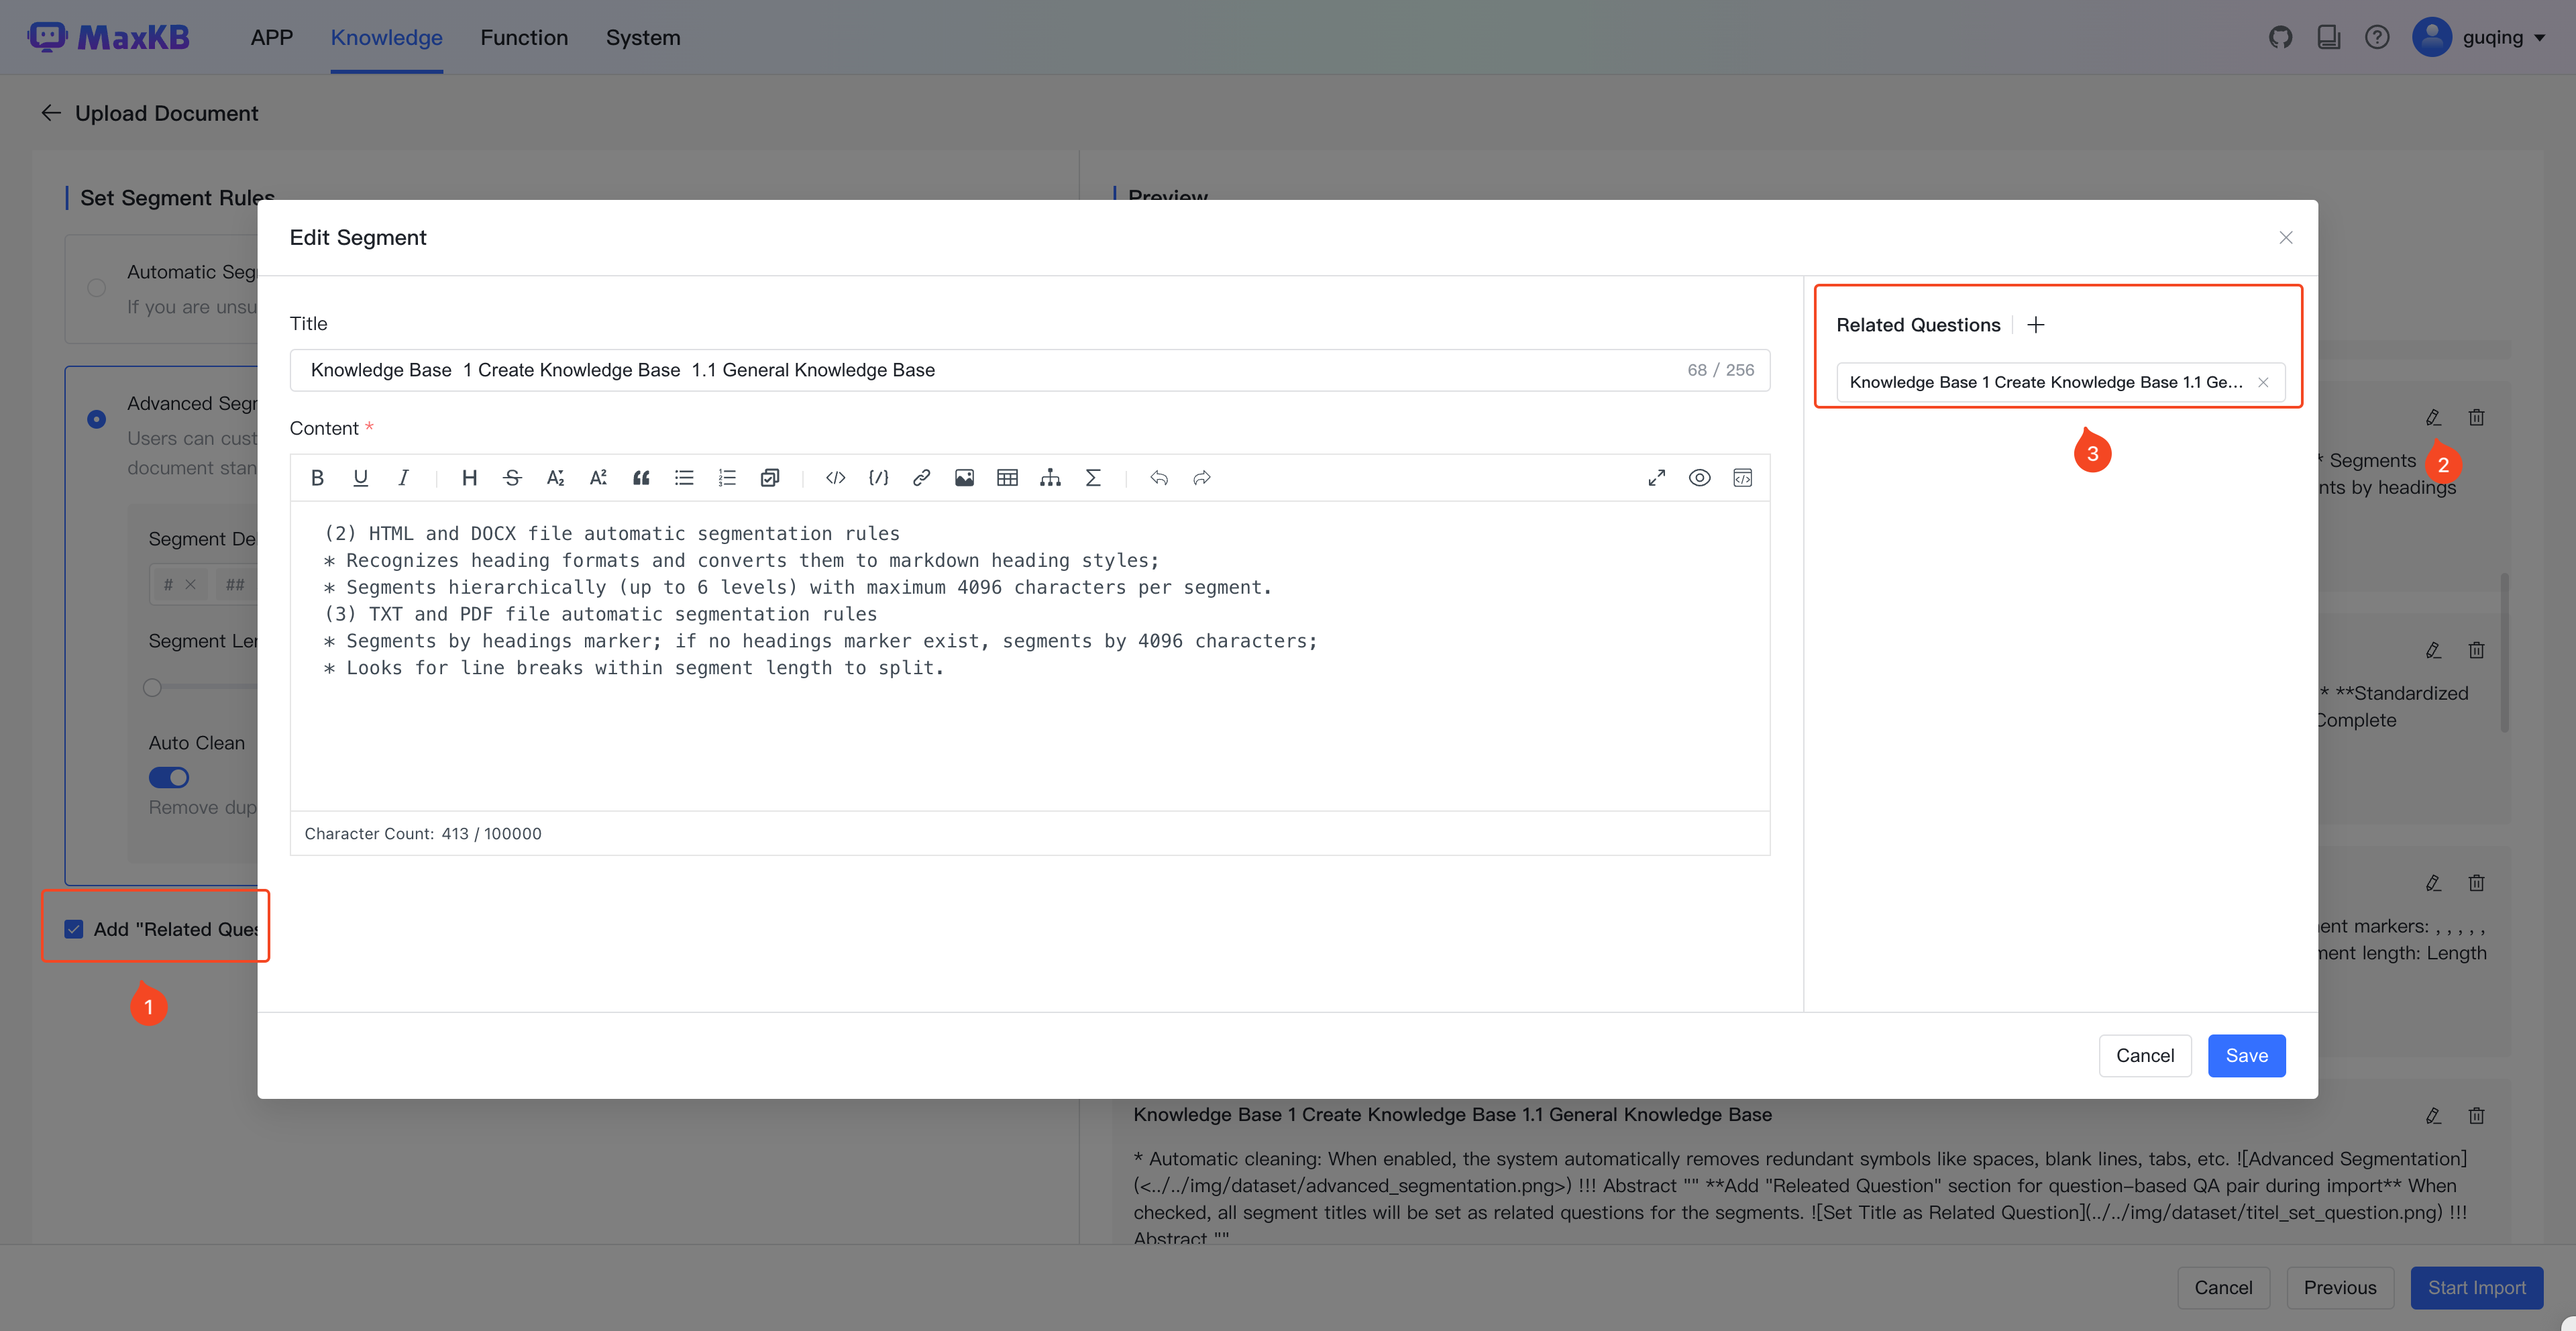 MaxKB
APP
Knowledge
Function
System
guqing
Upload Document
Set Segment Rules
Preview
Automatic Seg
If you are unsu
Advanced Segr
Users can cust
document stan
Segment De
# ×
##
Segment Ler
Auto Clean
Remove dup
Add "Related Ques
1
Edit Segment
Title
Knowledge Base 1 Create Knowledge Base 1.1 General Knowledge Base
68 / 256
Content *
(2) HTML and DOCX file automatic segmentation rules
* Recognizes heading formats and converts them to markdown heading styles;
* Segments hierarchically (up to 6 levels) with maximum 4096 characters per segment.
(3) TXT and PDF file automatic segmentation rules
* Segments by headings marker; if no headings marker exist, segments by 4096 characters;
* Looks for line breaks within segment length to split.
Character Count: 413 / 100000
Related Questions
Knowledge Base 1 Create Knowledge Base 1.1 Ge...
3
Cancel
Save
* Segments
2
nts by headings
* **Standardized
Complete
ent markers: , , , , ,
ment length: Length
Knowledge Base 1 Create Knowledge Base 1.1 General Knowledge Base
* Automatic cleaning: When enabled, the system automatically removes redundant symbols like spaces, blank lines, tabs, etc. ![Advanced Segmentation]
(<../../img/dataset/advanced_segmentation.png>) !!! Abstract "" **Add "Releated Question" section for question-based QA pair during import** When
checked, all segment titles will be set as related questions for the segments. ![Set Title as Related Question](../../img/dataset/titel_set_question.png) !!!
Abstract ""
Cancel
Previous
Start Import